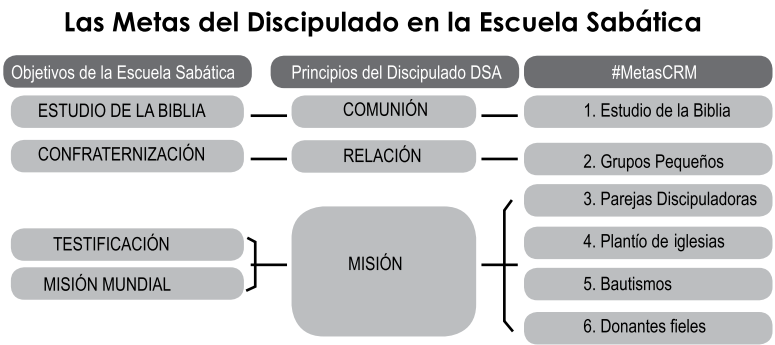 Las Metas del Discipulado en la Escuela Sabática
Objetivos de la Escuela Sabática
Principios del Discipulado DSA
#MetasCRM
ESTUDIO DE LA BIBLIA
COMUNIÓN
1. Estudio de la Biblia
CONFRATERNIZACIÓN
RELACIÓN
2. Grupos Pequeños
3. Parejas Discipuladoras
TESTIFICACIÓN
4. Plantío de iglesias
MISIÓN
MISIÓN MUNDIAL
5. Bautismos
6. Donantes fieles